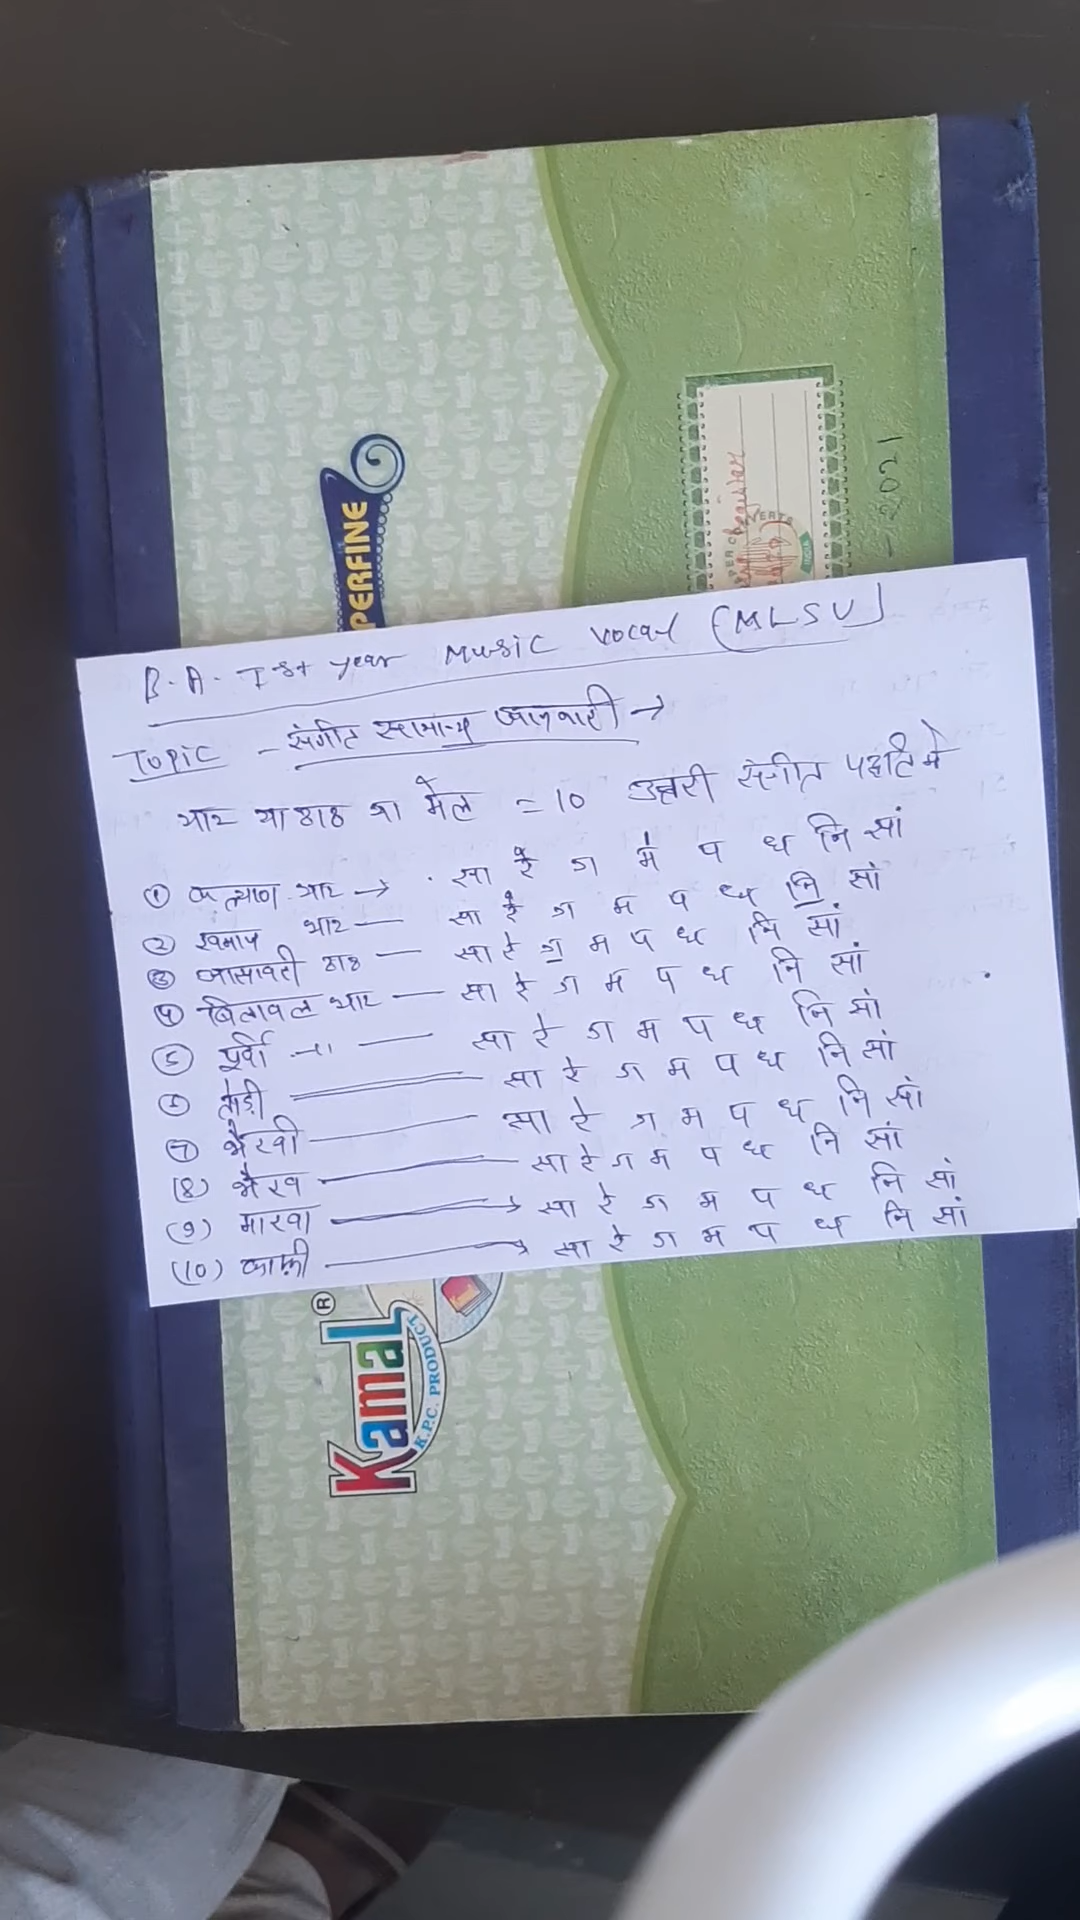 PERFINE
2021
B.A. Ist year Music Vocal (MLSU)
Topic - संगीत सामान्य जानकारी →
थाट या ठाठ या मेल = 10 उत्तरी संगीत पद्धति मे
① कल्याण थाट → सा रे ग म॑ प ध नि सां
② खमाज थाट — सा रे ग म प ध नि॒ सां
③ आसावरी ठाठ — सा रे ग॒ म प ध नि सां
④ बिलावल थाट — सा रे ग म प ध नि सां
⑤ पूर्वी -"- — सा रे ग म प ध नि सां
⑥ तोड़ी — सा रे ग म प ध नि सां
⑦ भैरवी — सा रे ग म प ध नि सां
(8) भैरव — सा रे ग म प ध नि सां
(9) मारवा → सा रे ग म प ध नि सां
(10) काफ़ी → सा रे ग म प ध नि सां
Kamal®
K.P.C. PRODUCT